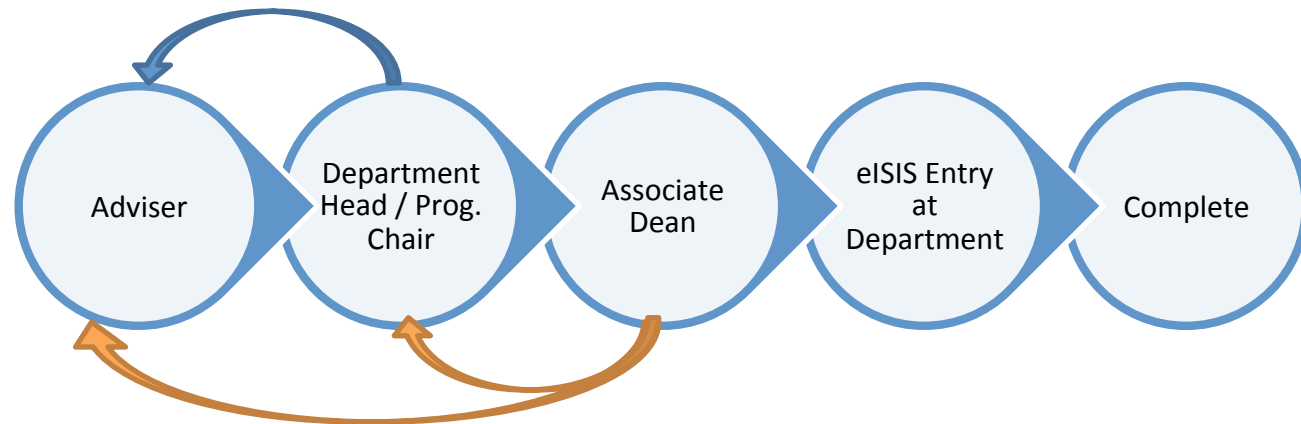 Adviser
Department
Head / Prog.
Chair
Associate
Dean
eISIS Entry
at
Department
Complete